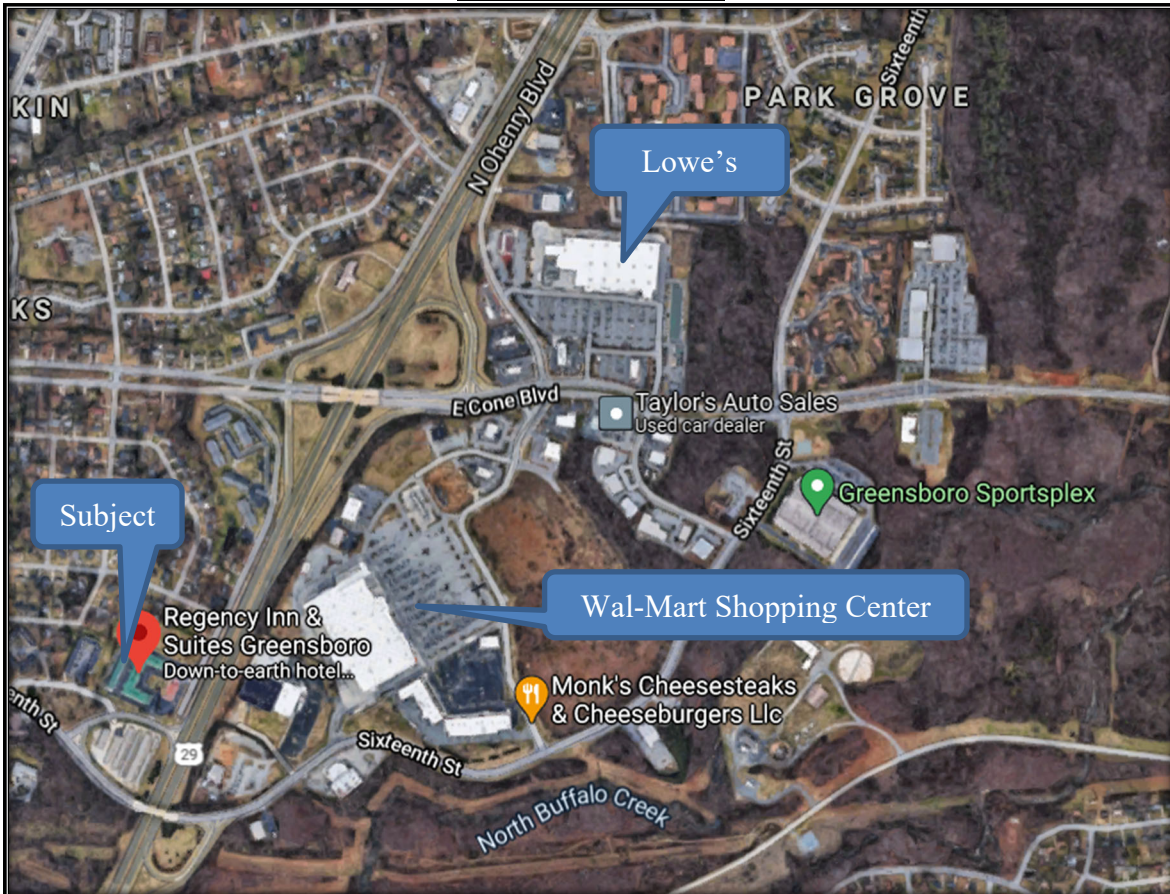 Sixteenth
KIN
PARK GROVE
N Ohenry Blvd
Lowe's
KS
E Cone Blvd
Taylor's Auto Sales
Used car dealer
Sixteenth St
Greensboro Sportsplex
Subject
Wal-Mart Shopping Center
Regency Inn &
Suites Greensboro
Down-to-earth hotel...
Monk's Cheesesteaks
& Cheeseburgers Llc
enth St
29
Sixteenth St
North Buffalo Creek